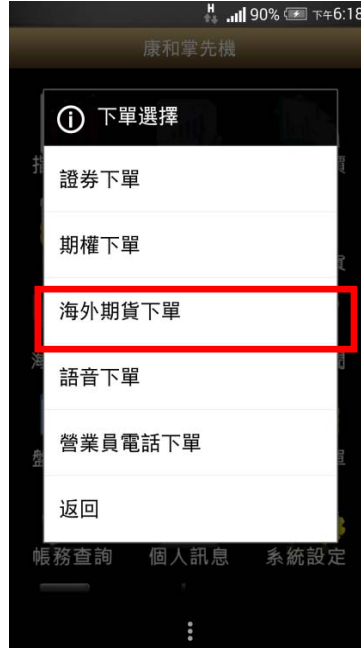 H 90% 下午6:18
康和掌先機
下單選擇
證券下單
期權下單
海外期貨下單
語音下單
營業員電話下單
返回
帳務查詢 個人訊息 系統設定